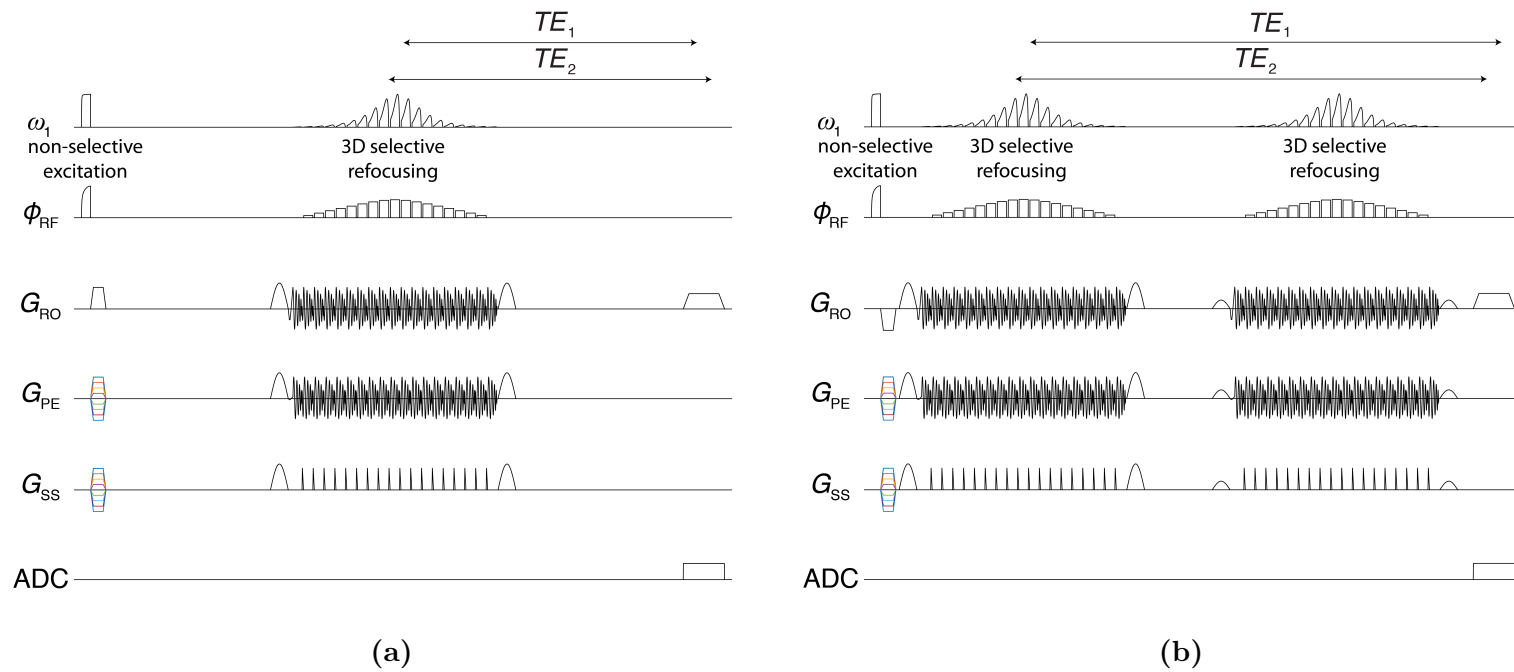 TE₁
TE₂
ω₁
non-selective
excitation
3D selective
refocusing
ϕRF
GRO
GPE
GSS
ADC
(a)
TE₁
TE₂
ω₁
non-selective
excitation
3D selective
refocusing
3D selective
refocusing
ϕRF
GRO
GPE
GSS
ADC
(b)